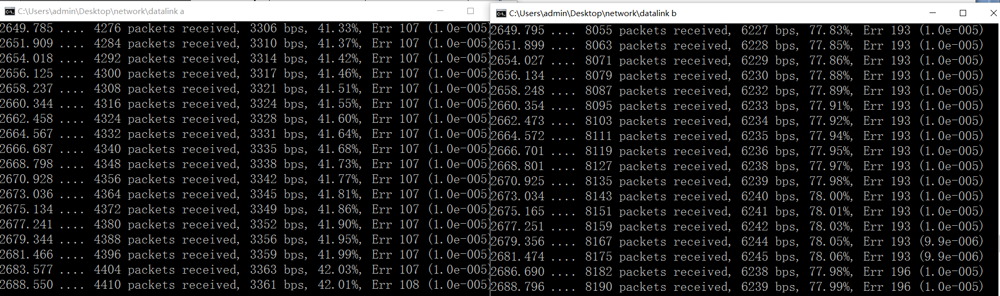 C:\Users\admin\Desktop\network\datalink a
2649.785 .... 4276 packets received, 3306 bps, 41.33%, Err 107 (1.0e-005)
2651.909 .... 4284 packets received, 3310 bps, 41.37%, Err 107 (1.0e-005)
2654.018 .... 4292 packets received, 3314 bps, 41.42%, Err 107 (1.0e-005)
2656.125 .... 4300 packets received, 3317 bps, 41.46%, Err 107 (1.0e-005)
2658.237 .... 4308 packets received, 3321 bps, 41.51%, Err 107 (1.0e-005)
2660.344 .... 4316 packets received, 3324 bps, 41.55%, Err 107 (1.0e-005)
2662.458 .... 4324 packets received, 3328 bps, 41.60%, Err 107 (1.0e-005)
2664.567 .... 4332 packets received, 3331 bps, 41.64%, Err 107 (1.0e-005)
2666.687 .... 4340 packets received, 3335 bps, 41.68%, Err 107 (1.0e-005)
2668.798 .... 4348 packets received, 3338 bps, 41.73%, Err 107 (1.0e-005)
2670.928 .... 4356 packets received, 3342 bps, 41.77%, Err 107 (1.0e-005)
2673.036 .... 4364 packets received, 3345 bps, 41.81%, Err 107 (1.0e-005)
2675.134 .... 4372 packets received, 3349 bps, 41.86%, Err 107 (1.0e-005)
2677.241 .... 4380 packets received, 3352 bps, 41.90%, Err 107 (1.0e-005)
2679.344 .... 4388 packets received, 3356 bps, 41.95%, Err 107 (1.0e-005)
2681.466 .... 4396 packets received, 3359 bps, 41.99%, Err 107 (1.0e-005)
2683.577 .... 4404 packets received, 3363 bps, 42.03%, Err 107 (1.0e-005)
2688.550 .... 4410 packets received, 3361 bps, 42.01%, Err 108 (1.0e-005)
C:\Users\admin\Desktop\network\datalink b
2649.795 .... 8055 packets received, 6227 bps, 77.83%, Err 193 (1.0e-005)
2651.899 .... 8063 packets received, 6228 bps, 77.85%, Err 193 (1.0e-005)
2654.027 .... 8071 packets received, 6229 bps, 77.86%, Err 193 (1.0e-005)
2656.134 .... 8079 packets received, 6230 bps, 77.88%, Err 193 (1.0e-005)
2658.248 .... 8087 packets received, 6232 bps, 77.89%, Err 193 (1.0e-005)
2660.354 .... 8095 packets received, 6233 bps, 77.91%, Err 193 (1.0e-005)
2662.473 .... 8103 packets received, 6234 bps, 77.92%, Err 193 (1.0e-005)
2664.572 .... 8111 packets received, 6235 bps, 77.94%, Err 193 (1.0e-005)
2666.701 .... 8119 packets received, 6236 bps, 77.95%, Err 193 (1.0e-005)
2668.801 .... 8127 packets received, 6238 bps, 77.97%, Err 193 (1.0e-005)
2670.925 .... 8135 packets received, 6239 bps, 77.98%, Err 193 (1.0e-005)
2673.034 .... 8143 packets received, 6240 bps, 78.00%, Err 193 (1.0e-005)
2675.165 .... 8151 packets received, 6241 bps, 78.01%, Err 193 (1.0e-005)
2677.251 .... 8159 packets received, 6242 bps, 78.03%, Err 193 (1.0e-005)
2679.356 .... 8167 packets received, 6244 bps, 78.05%, Err 193 (9.9e-006)
2681.474 .... 8175 packets received, 6245 bps, 78.06%, Err 193 (9.9e-006)
2686.690 .... 8182 packets received, 6238 bps, 77.98%, Err 196 (1.0e-005)
2688.796 .... 8190 packets received, 6239 bps, 77.99%, Err 196 (1.0e-005)